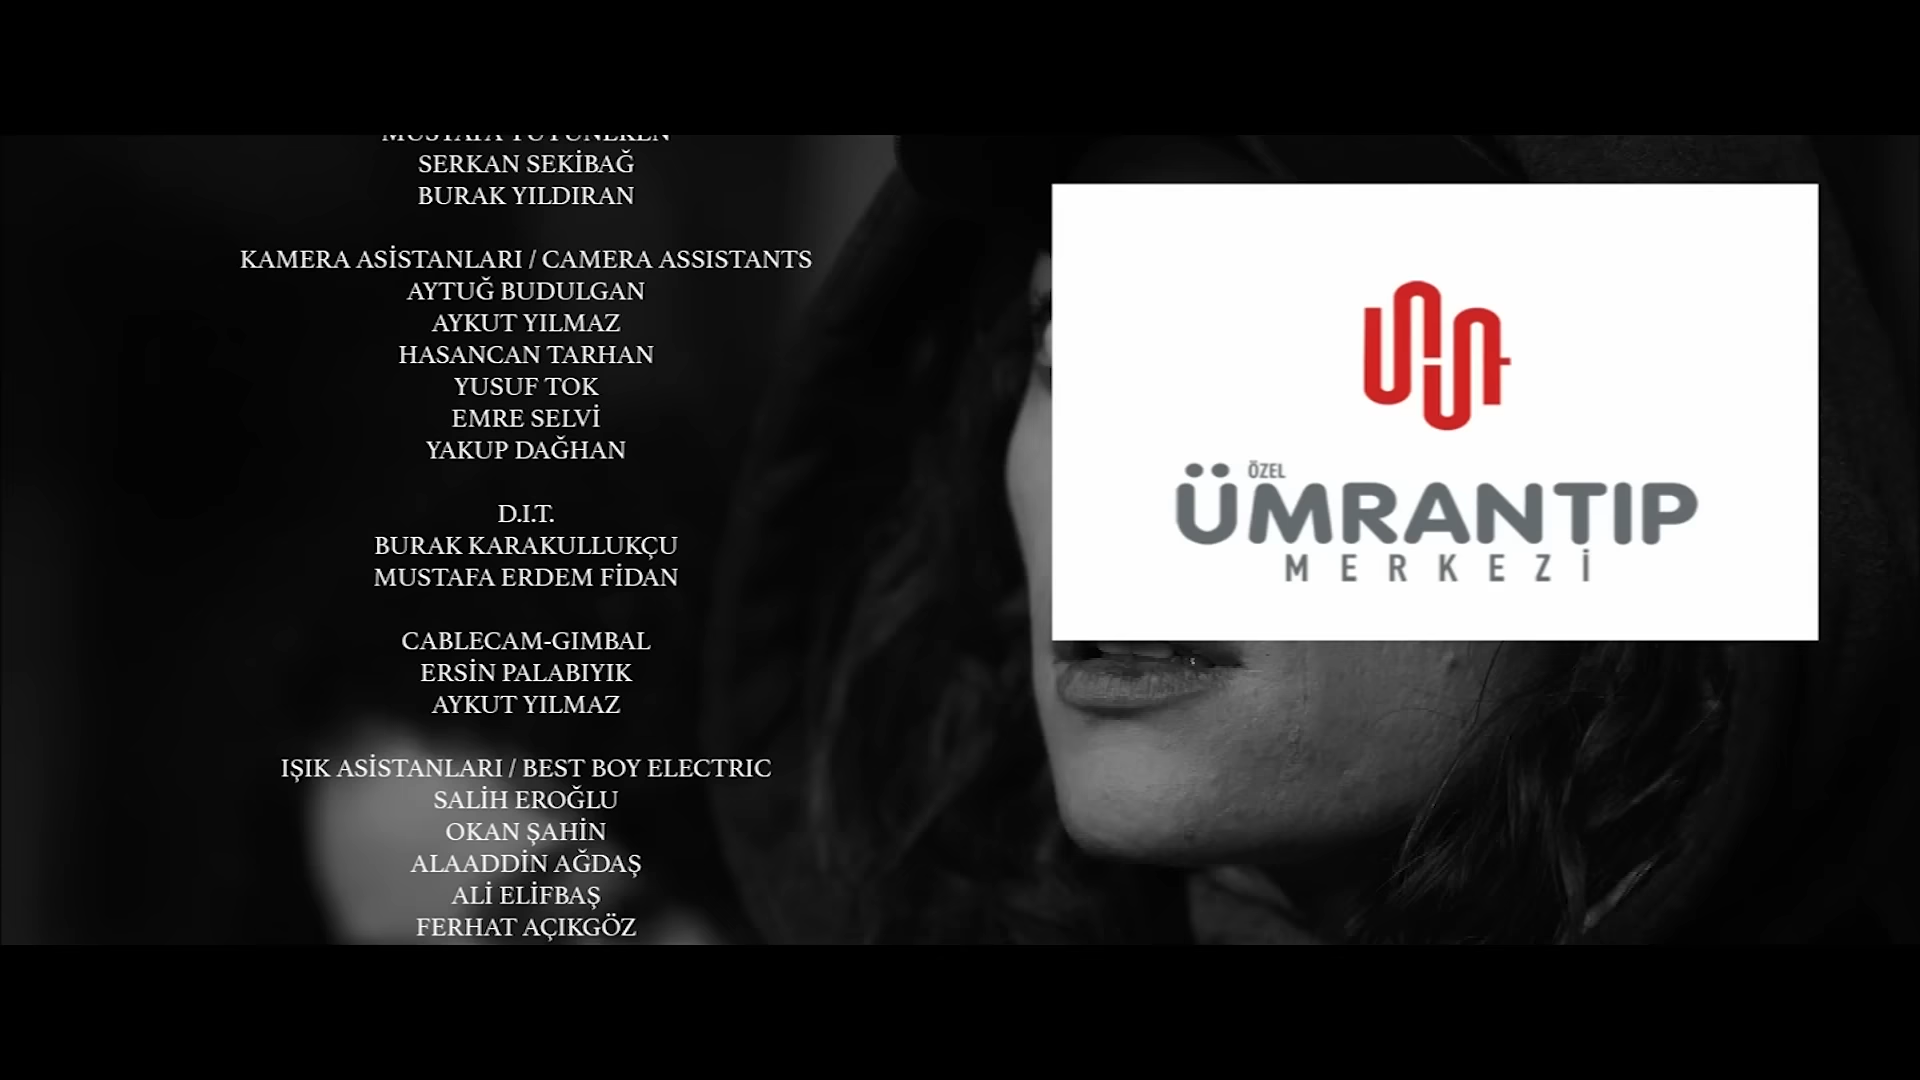 SERKAN SEKİBAĞ
BURAK YILDIRAN
KAMERA ASİSTANLARI / CAMERA ASSISTANTS
AYTUĞ BUDULGAN
AYKUT YILMAZ
HASANCAN TARHAN
YUSUF TOK
EMRE SELVİ
YAKUP DAĞHAN
D.I.T.
BURAK KARAKULLUKÇU
MUSTAFA ERDEM FİDAN
CABLECAM-GIMBAL
ERSİN PALABIYIK
AYKUT YILMAZ
IŞIK ASİSTANLARI / BEST BOY ELECTRIC
SALİH EROĞLU
OKAN ŞAHİN
ALAADDİN AĞDAŞ
ALİ ELİFBAŞ
FERHAT AÇIKGÖZ
ÖZEL
ÜMRANTIP
MERKEZİ